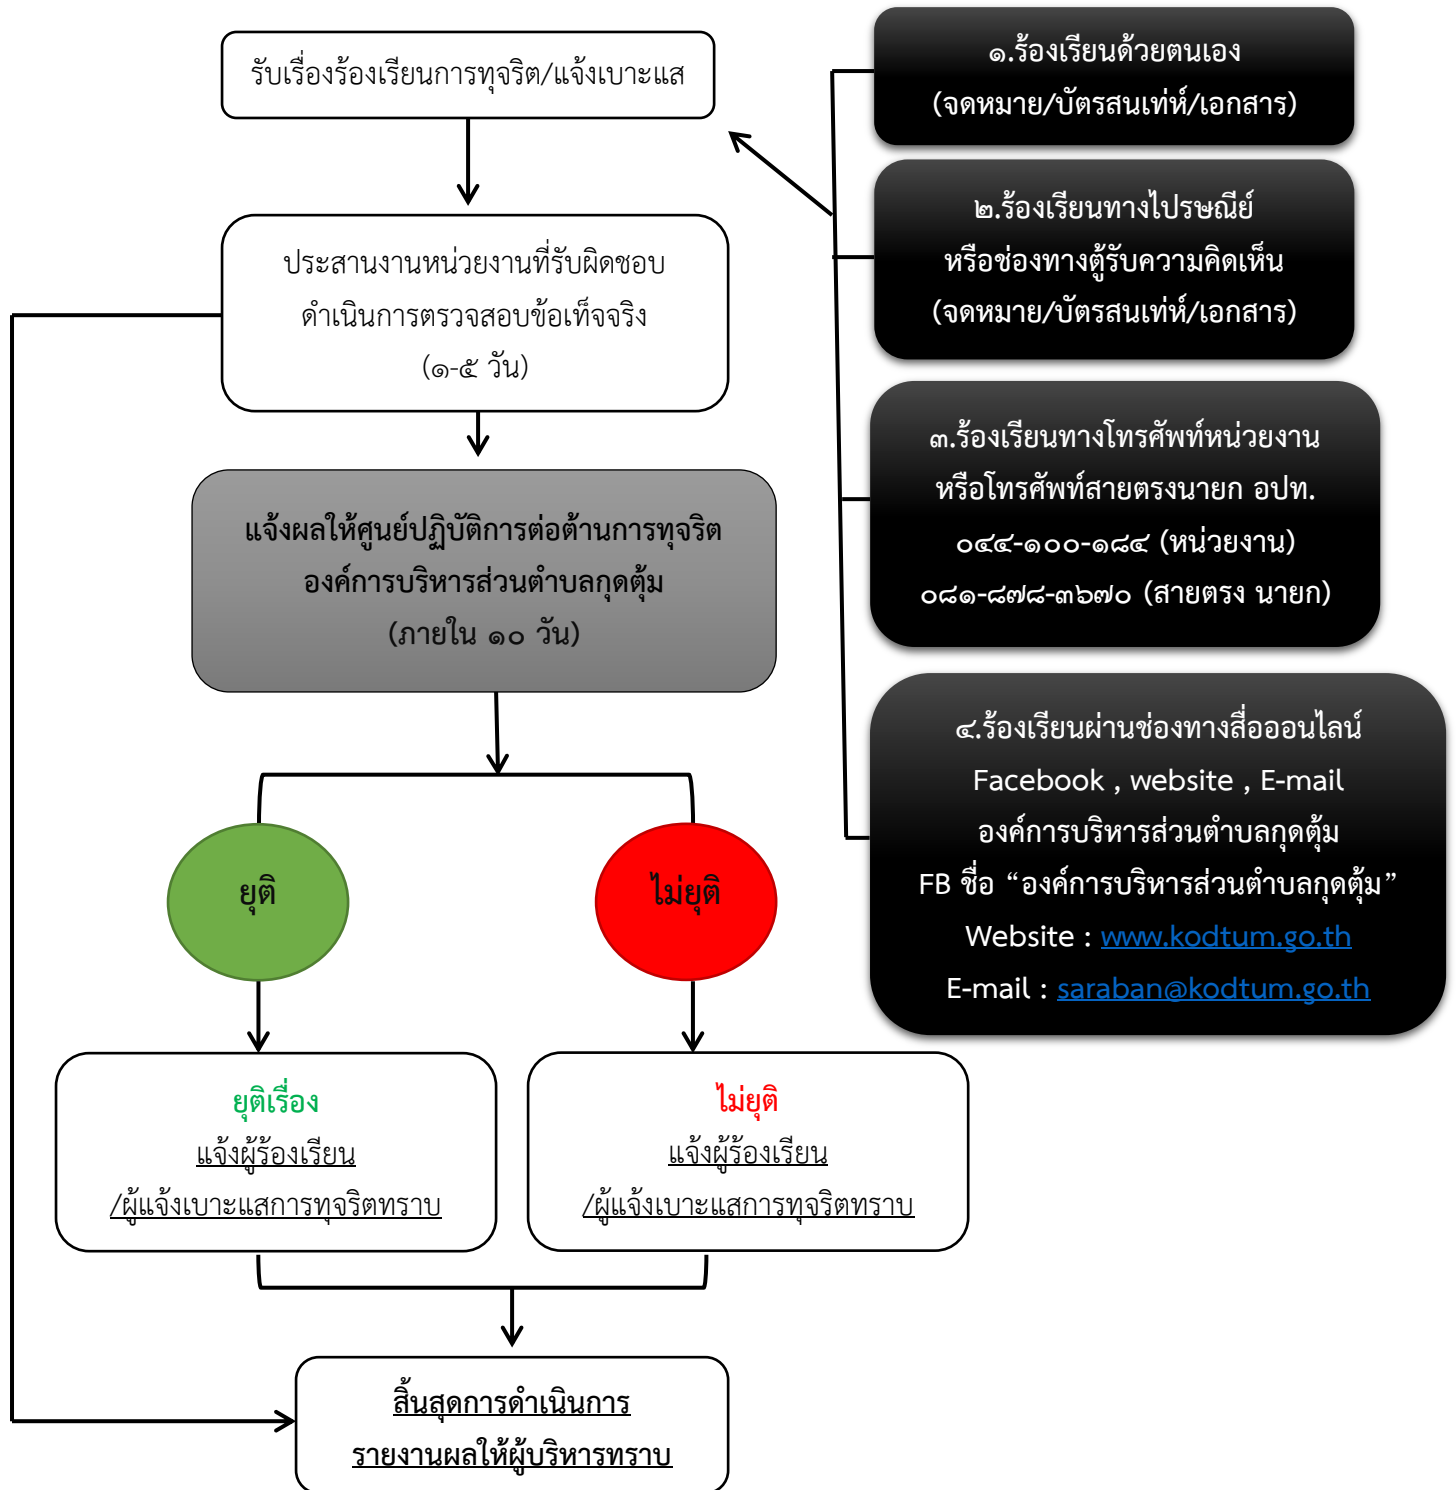 รับเรื่องร้องเรียนการทุจริต/แจ้งเบาะแส
ประสานงานหน่วยงานที่รับผิดชอบ
ดำเนินการตรวจสอบข้อเท็จจริง
(๑-๕ วัน)
แจ้งผลให้ศูนย์ปฏิบัติการต่อต้านการทุจริต
องค์การบริหารส่วนตำบลกุดตุ้ม
(ภายใน ๑๐ วัน)
ยุติ
ไม่ยุติ
ยุติเรื่อง
แจ้งผู้ร้องเรียน
/ผู้แจ้งเบาะแสการทุจริตทราบ
ไม่ยุติ
แจ้งผู้ร้องเรียน
/ผู้แจ้งเบาะแสการทุจริตทราบ
สิ้นสุดการดำเนินการ
รายงานผลให้ผู้บริหารทราบ
๑.ร้องเรียนด้วยตนเอง
(จดหมาย/บัตรสนเท่ห์/เอกสาร)
๒.ร้องเรียนทางไปรษณีย์
หรือช่องทางตู้รับความคิดเห็น
(จดหมาย/บัตรสนเท่ห์/เอกสาร)
๓.ร้องเรียนทางโทรศัพท์หน่วยงาน
หรือโทรศัพท์สายตรงนายก อปท.
๐๔๔-๑๐๐-๑๘๔ (หน่วยงาน)
๐๘๑-๘๗๘-๓๖๗๐ (สายตรง นายก)
๔.ร้องเรียนผ่านช่องทางสื่อออนไลน์
Facebook , website , E-mail
องค์การบริหารส่วนตำบลกุดตุ้ม
FB ชื่อ “องค์การบริหารส่วนตำบลกุดตุ้ม”
Website : www.kodtum.go.th
E-mail : saraban@kodtum.go.th